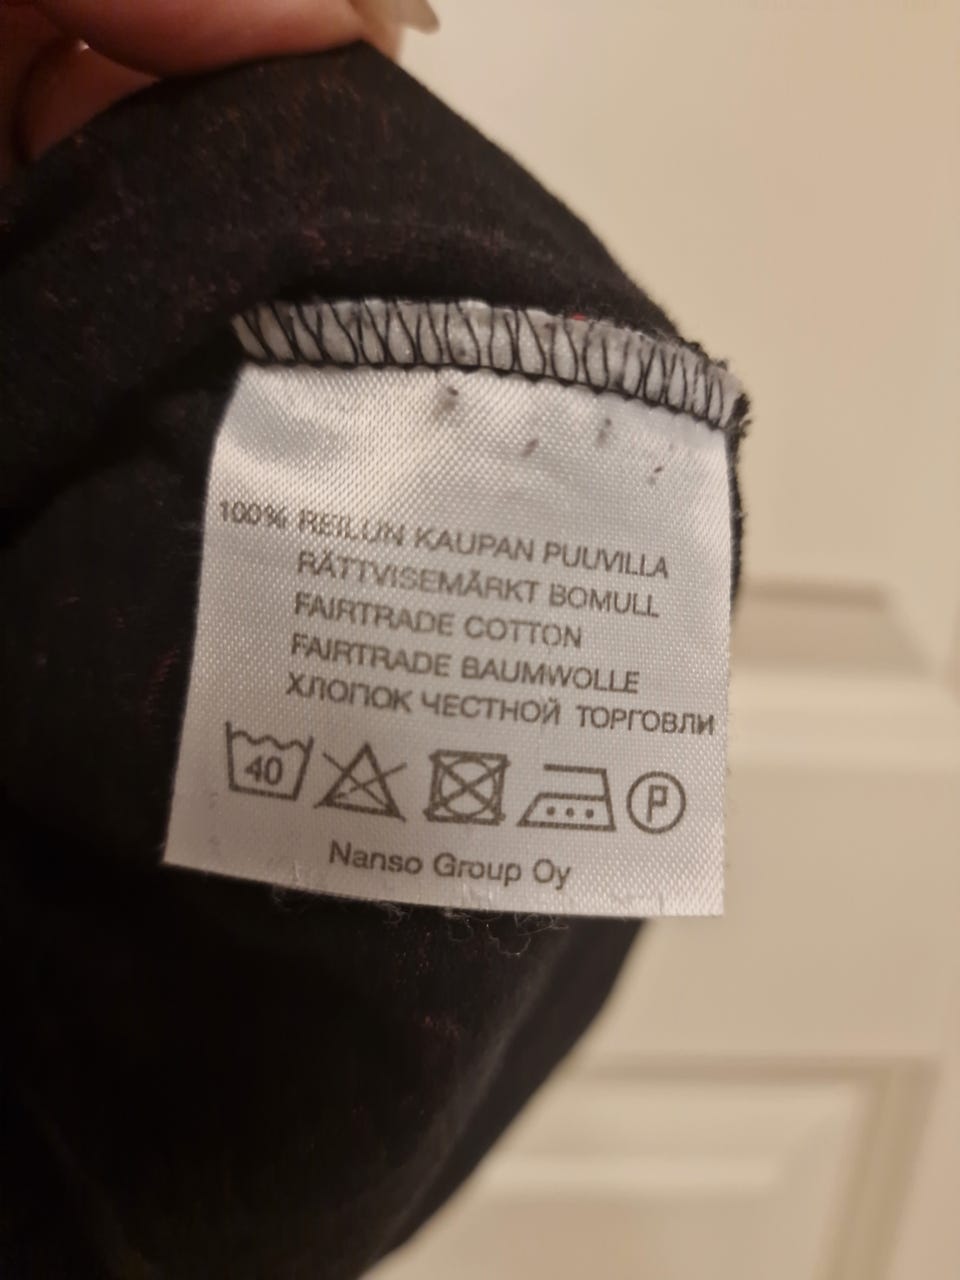 100% REILUN KAUPAN PUUVILLA
RÄTTVISEMÄRKT BOMULL
FAIRTRADE COTTON
FAIRTRADE BAUMWOLLE
ХЛОПОК ЧЕСТНОЙ ТОРГОВЛИ
40 P
Nanso Group Oy